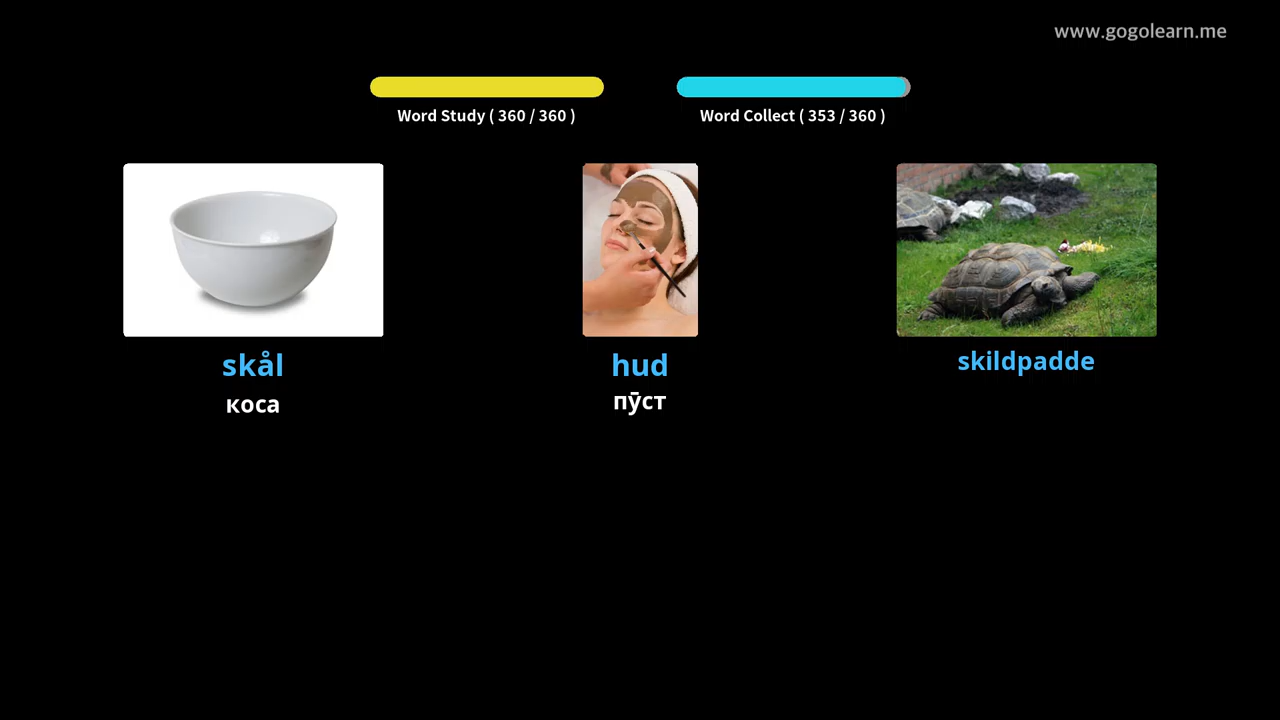 www.gogolearn.me
Word Study ( 360 / 360 )
Word Collect ( 353 / 360 )
skål
hud
skildpadde
коса
пӯст